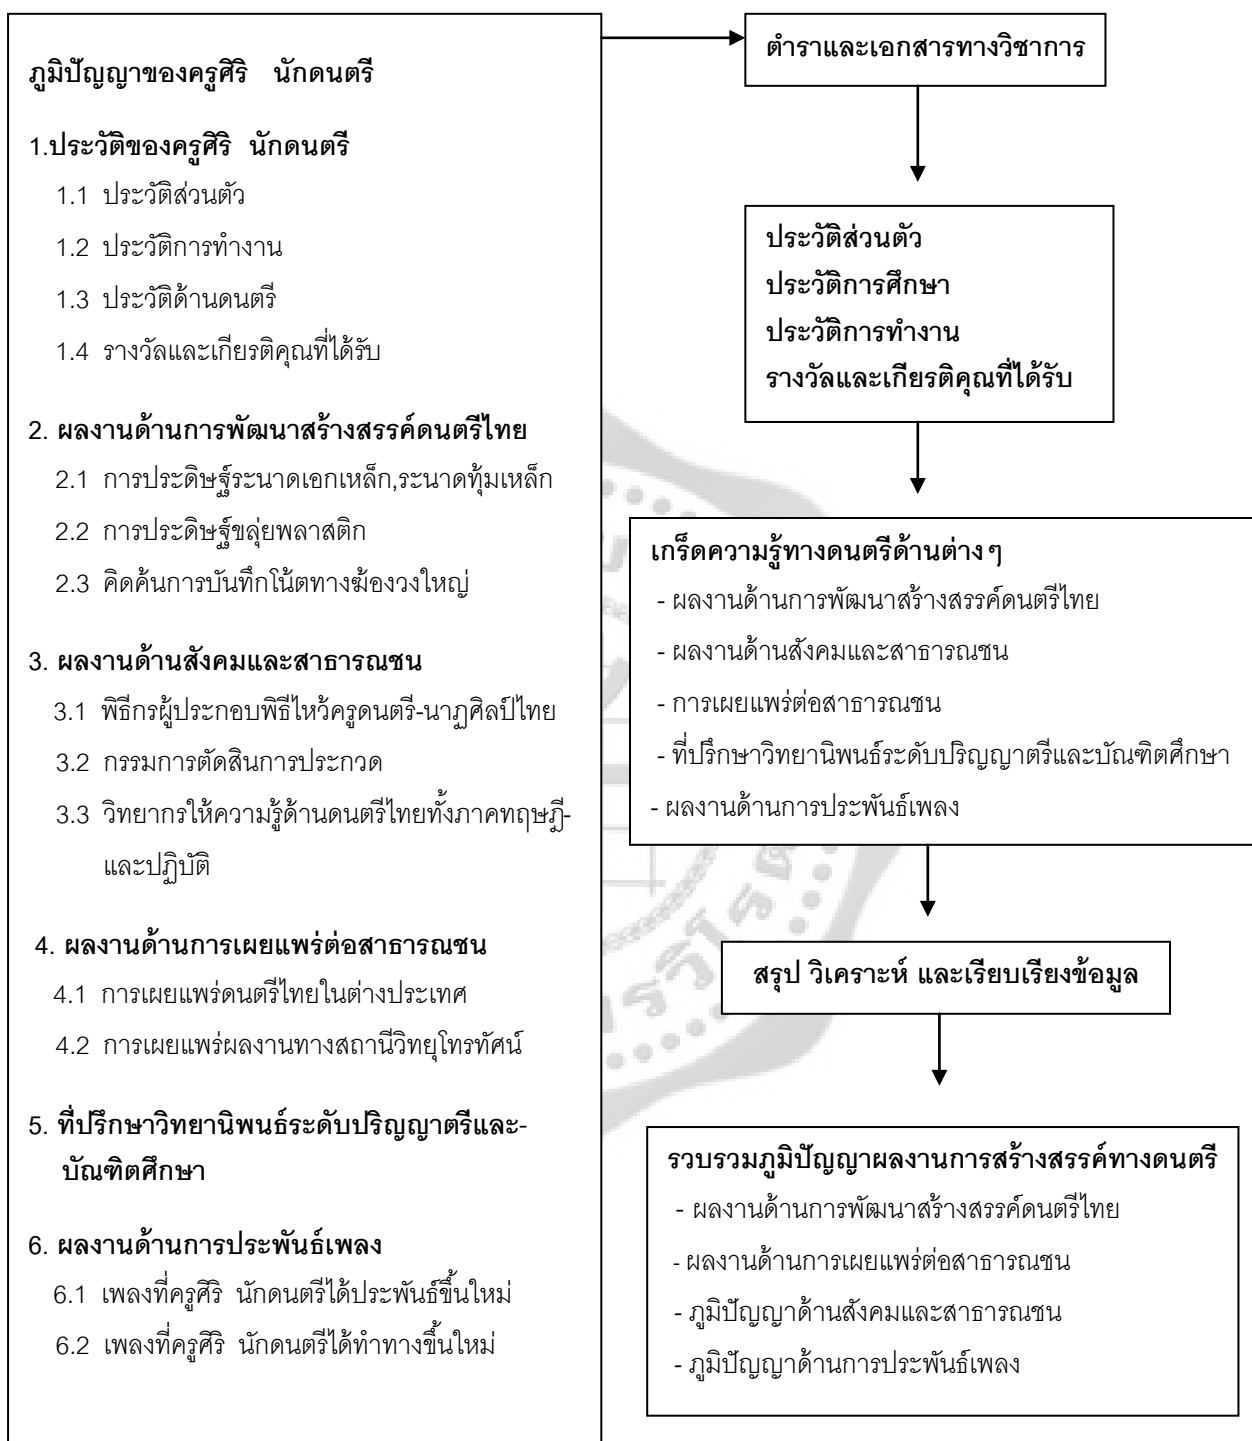 ภูมิปัญญาของครูศิริ นักดนตรี
1.ประวัติของครูศิริ นักดนตรี
1.1 ประวัติส่วนตัว
1.2 ประวัติการทำงาน
1.3 ประวัติด้านดนตรี
1.4 รางวัลและเกียรติคุณที่ได้รับ
2. ผลงานด้านการพัฒนาสร้างสรรค์ดนตรีไทย
2.1 การประดิษฐ์ระนาดเอกเหล็ก,ระนาดทุ้มเหล็ก
2.2 การประดิษฐ์ขลุ่ยพลาสติก
2.3 คิดค้นการบันทึกโน้ตทางฆ้องวงใหญ่
3. ผลงานด้านสังคมและสาธารณชน
3.1 พิธีกรผู้ประกอบพิธีไหว้ครูดนตรี-นาฏศิลป์ไทย
3.2 กรรมการตัดสินการประกวด
3.3 วิทยากรให้ความรู้ด้านดนตรีไทยทั้งภาคทฤษฎี-
และปฏิบัติ
4. ผลงานด้านการเผยแพร่ต่อสาธารณชน
4.1 การเผยแพร่ดนตรีไทยในต่างประเทศ
4.2 การเผยแพร่ผลงานทางสถานีวิทยุโทรทัศน์
5. ที่ปรึกษาวิทยานิพนธ์ระดับปริญญาตรีและ-
บัณฑิตศึกษา
6. ผลงานด้านการประพันธ์เพลง
6.1 เพลงที่ครูศิริ นักดนตรีได้ประพันธ์ขึ้นใหม่
6.2 เพลงที่ครูศิริ นักดนตรีได้ทำทางขึ้นใหม่
ตำราและเอกสารทางวิชาการ
ประวัติส่วนตัว
ประวัติการศึกษา
ประวัติการทำงาน
รางวัลและเกียรติคุณที่ได้รับ
เกร็ดความรู้ทางดนตรีด้านต่างๆ
- ผลงานด้านการพัฒนาสร้างสรรค์ดนตรีไทย
- ผลงานด้านสังคมและสาธารณชน
- การเผยแพร่ต่อสาธารณชน
- ที่ปรึกษาวิทยานิพนธ์ระดับปริญญาตรีและบัณฑิตศึกษา
- ผลงานด้านการประพันธ์เพลง
สรุป วิเคราะห์ และเรียบเรียงข้อมูล
รวบรวมภูมิปัญญาผลงานการสร้างสรรค์ทางดนตรี
- ผลงานด้านการพัฒนาสร้างสรรค์ดนตรีไทย
- ผลงานด้านการเผยแพร่ต่อสาธารณชน
- ภูมิปัญญาด้านสังคมและสาธารณชน
- ภูมิปัญญาด้านการประพันธ์เพลง